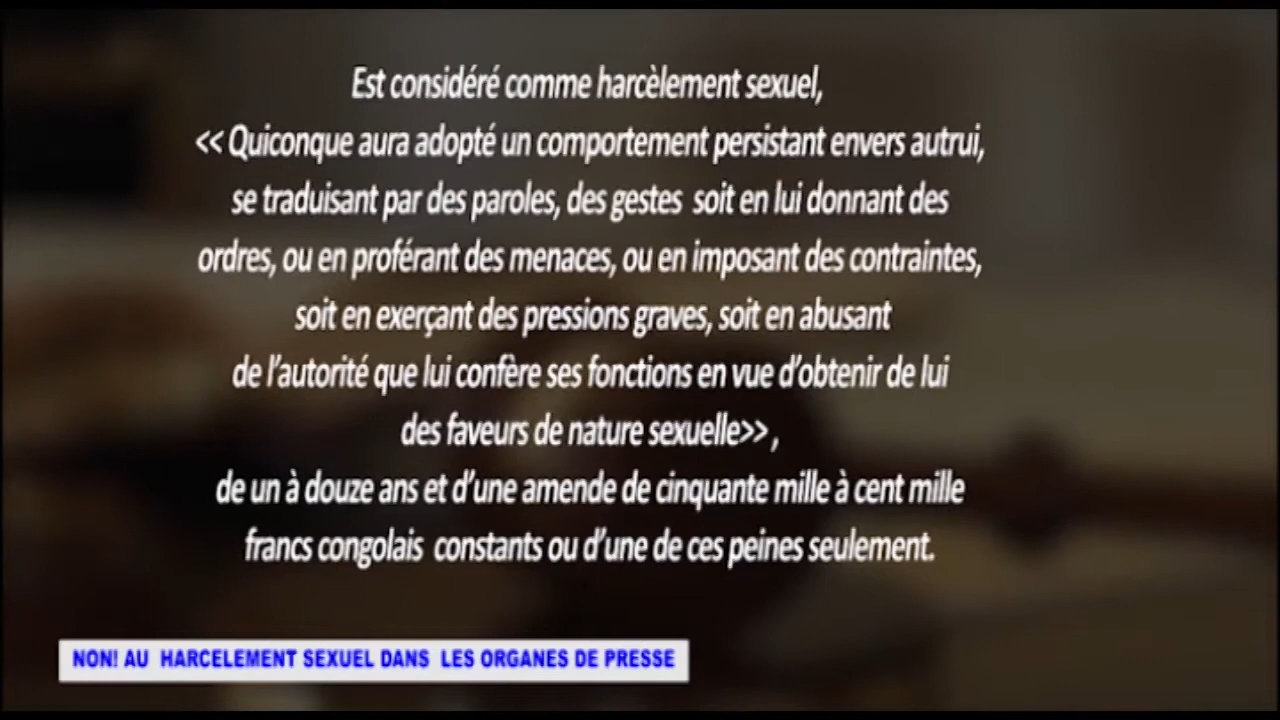 Est considéré comme harcèlement sexuel,
<< Quiconque aura adopté un comportement persistant envers autrui,
se traduisant par des paroles, des gestes soit en lui donnant des
ordres, ou en proférant des menaces, ou en imposant des contraintes,
soit en exerçant des pressions graves, soit en abusant
de l'autorité que lui confère ses fonctions en vue d'obtenir de lui
des faveurs de nature sexuelle>> ,
de un à douze ans et d'une amende de cinquante mille à cent mille
francs congolais constants ou d'une de ces peines seulement.
NON! AU HARCELEMENT SEXUEL DANS LES ORGANES DE PRESSE